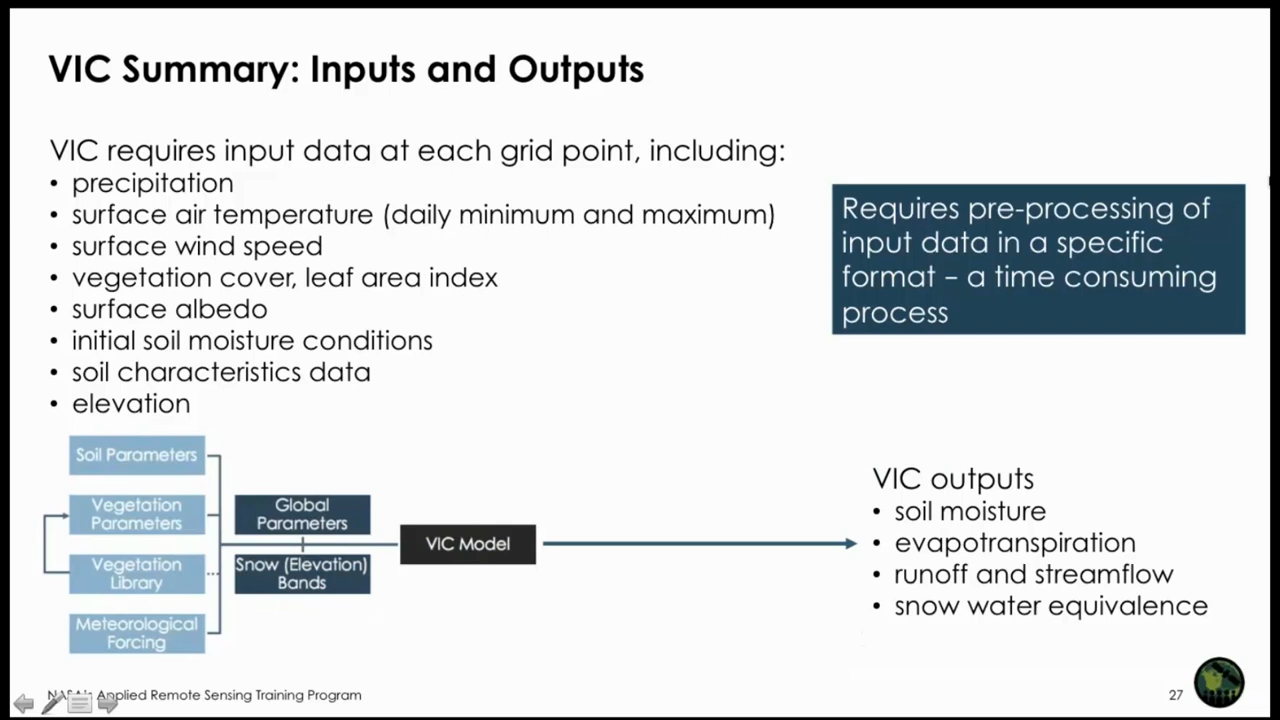 VIC Summary: Inputs and Outputs
VIC requires input data at each grid point, including:
• precipitation
• surface air temperature (daily minimum and maximum)
• surface wind speed
• vegetation cover, leaf area index
• surface albedo
• initial soil moisture conditions
• soil characteristics data
• elevation
Requires pre-processing of
input data in a specific
format – a time consuming
process
Soil Parameters
Vegetation
Parameters
Vegetation
Library
Meteorological
Forcing
Global
Parameters
Snow (Elevation)
Bands
VIC Model
VIC outputs
• soil moisture
• evapotranspiration
• runoff and streamflow
• snow water equivalence
NASA's Applied Remote Sensing Training Program
27